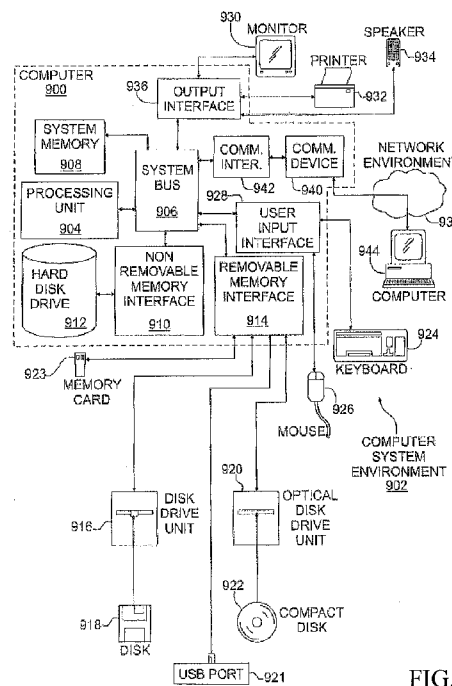 930
MONITOR
SPEAKER
934
PRINTER
932
COMPUTER
900
936
OUTPUT
INTERFACE
SYSTEM
MEMORY
908
SYSTEM
BUS
906
COMM.
INTER.
942
COMM.
DEVICE
940
NETWORK
ENVIRONMENT
PROCESSING
UNIT
904
928
USER
INPUT
INTERFACE
944
COMPUTER
HARD
DISK
DRIVE
912
NON
REMOVABLE
MEMORY
INTERFACE
910
REMOVABLE
MEMORY
INTERFACE
914
924
KEYBOARD
923
MEMORY
CARD
926
MOUSE
COMPUTER
SYSTEM
ENVIRONMENT
902
916
DISK
DRIVE
UNIT
920
OPTICAL
DISK
DRIVE
UNIT
918
DISK
922
COMPACT
DISK
USB PORT
921
FIG.